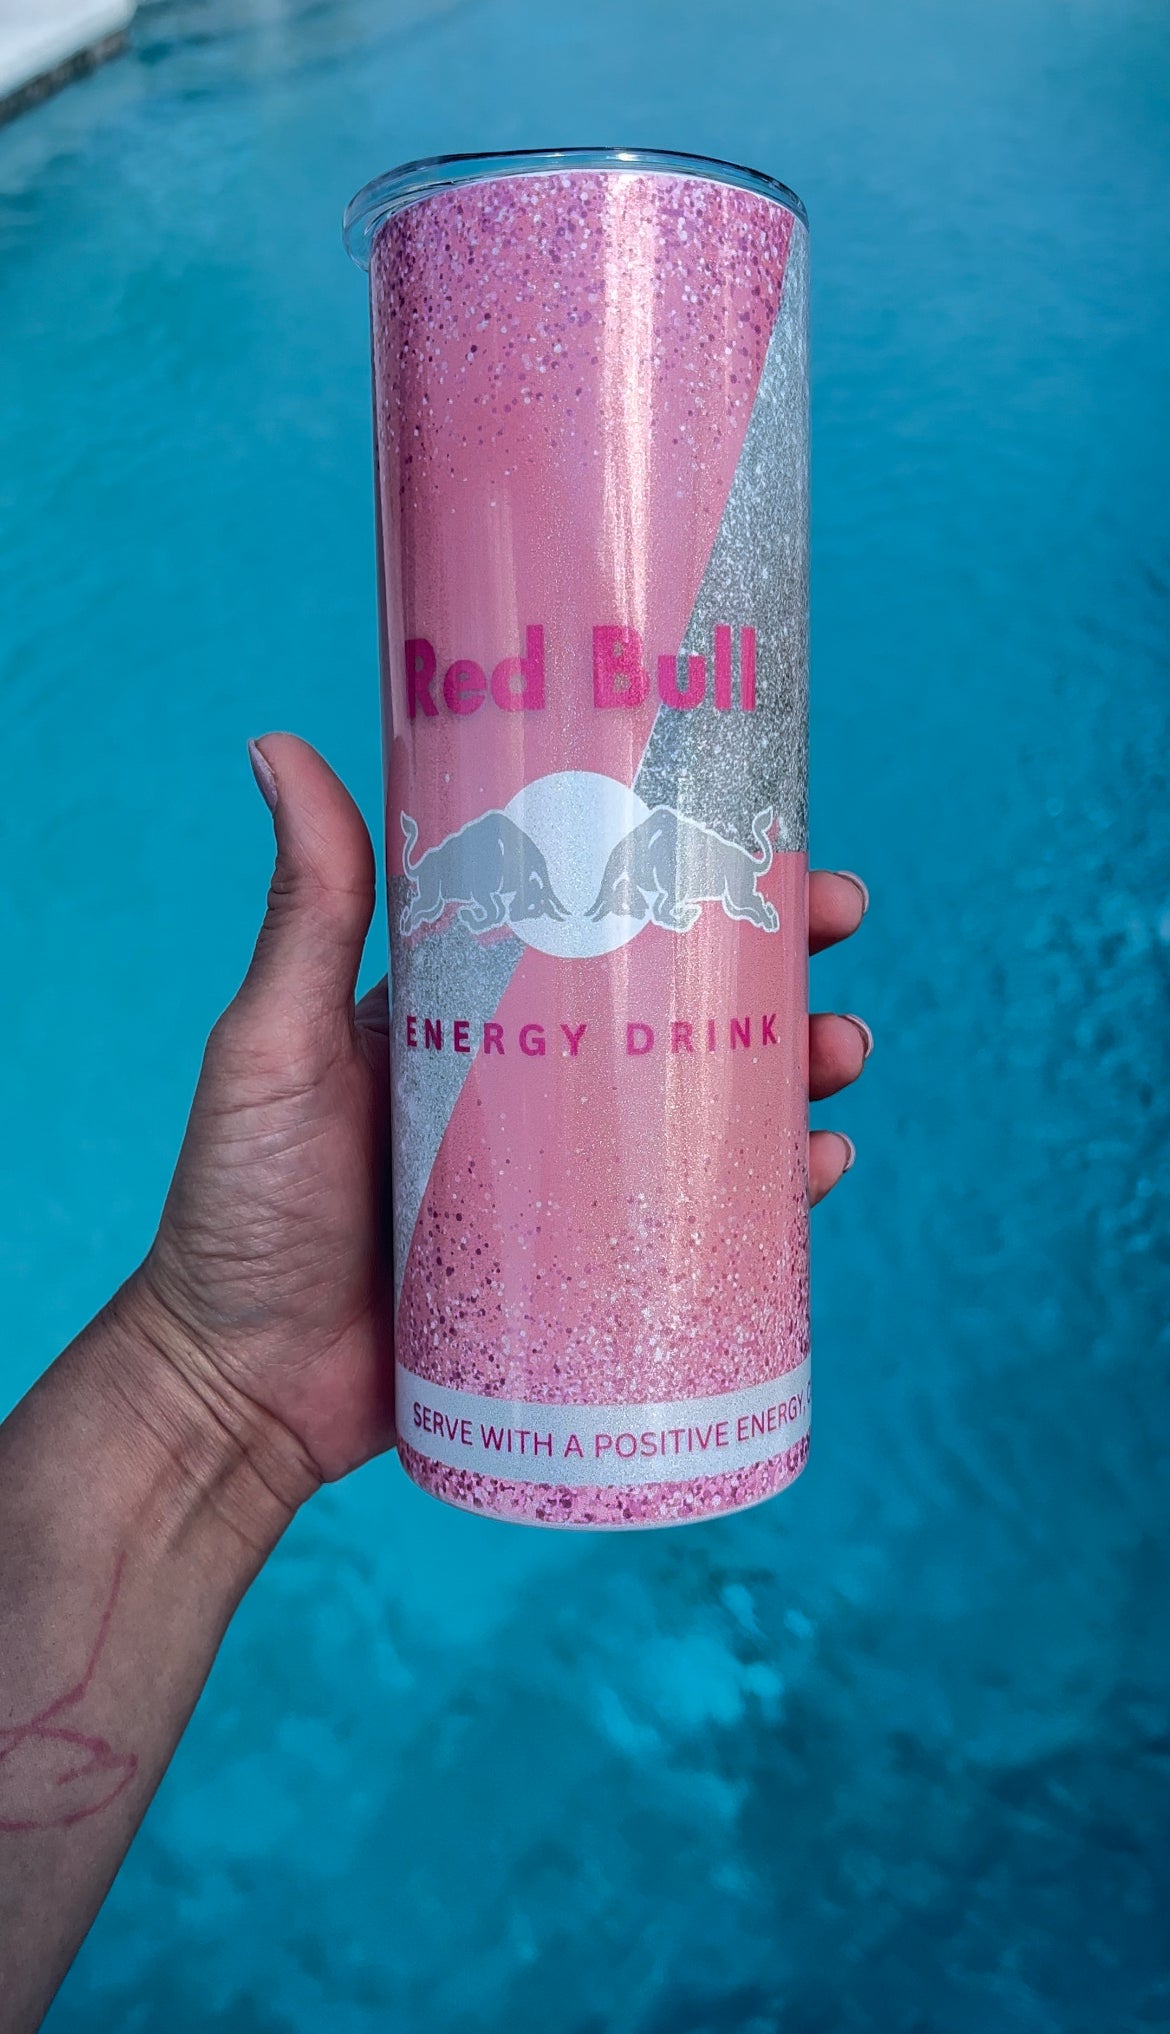 Red Bull
ENERGY DRINK
SERVE WITH A POSITIVE ENERGY,